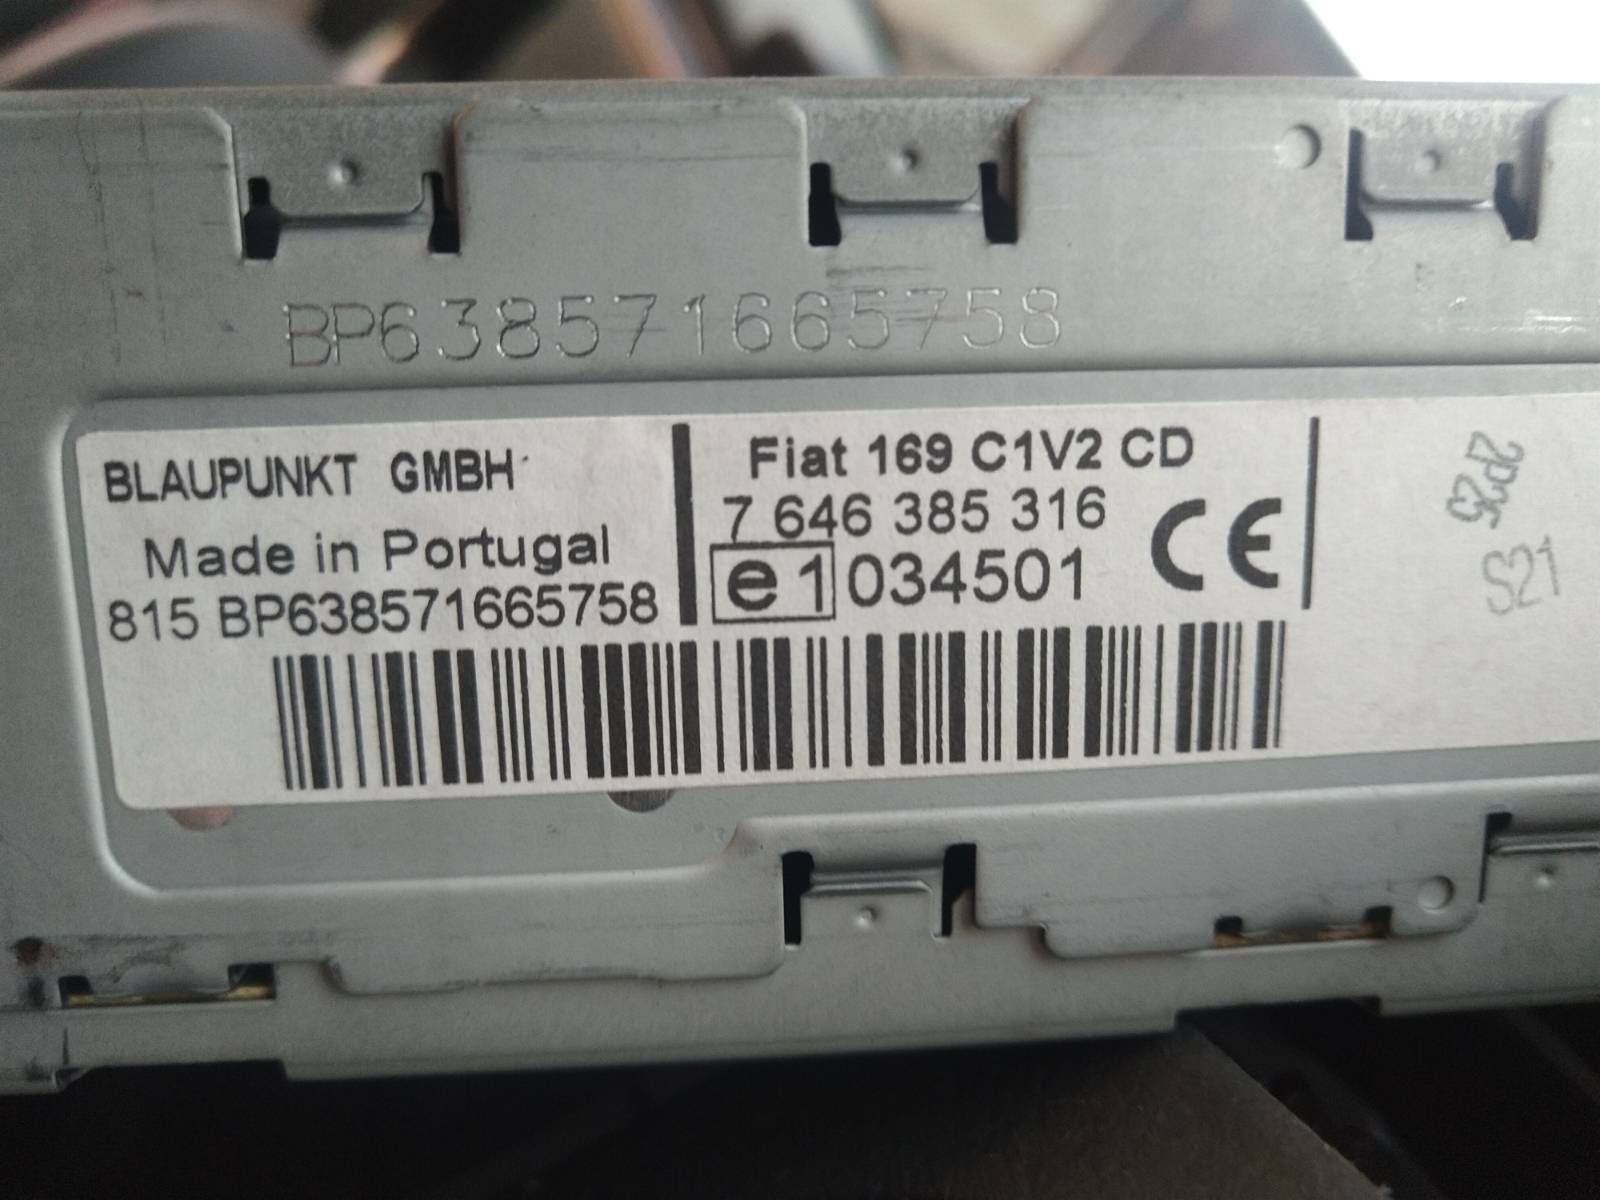 BP638571665758
BLAUPUNKT GMBH
Made in Portugal
815 BP638571665758
Fiat 169 C1V2 CD
7 646 385 316
e1 034501
CE
S21